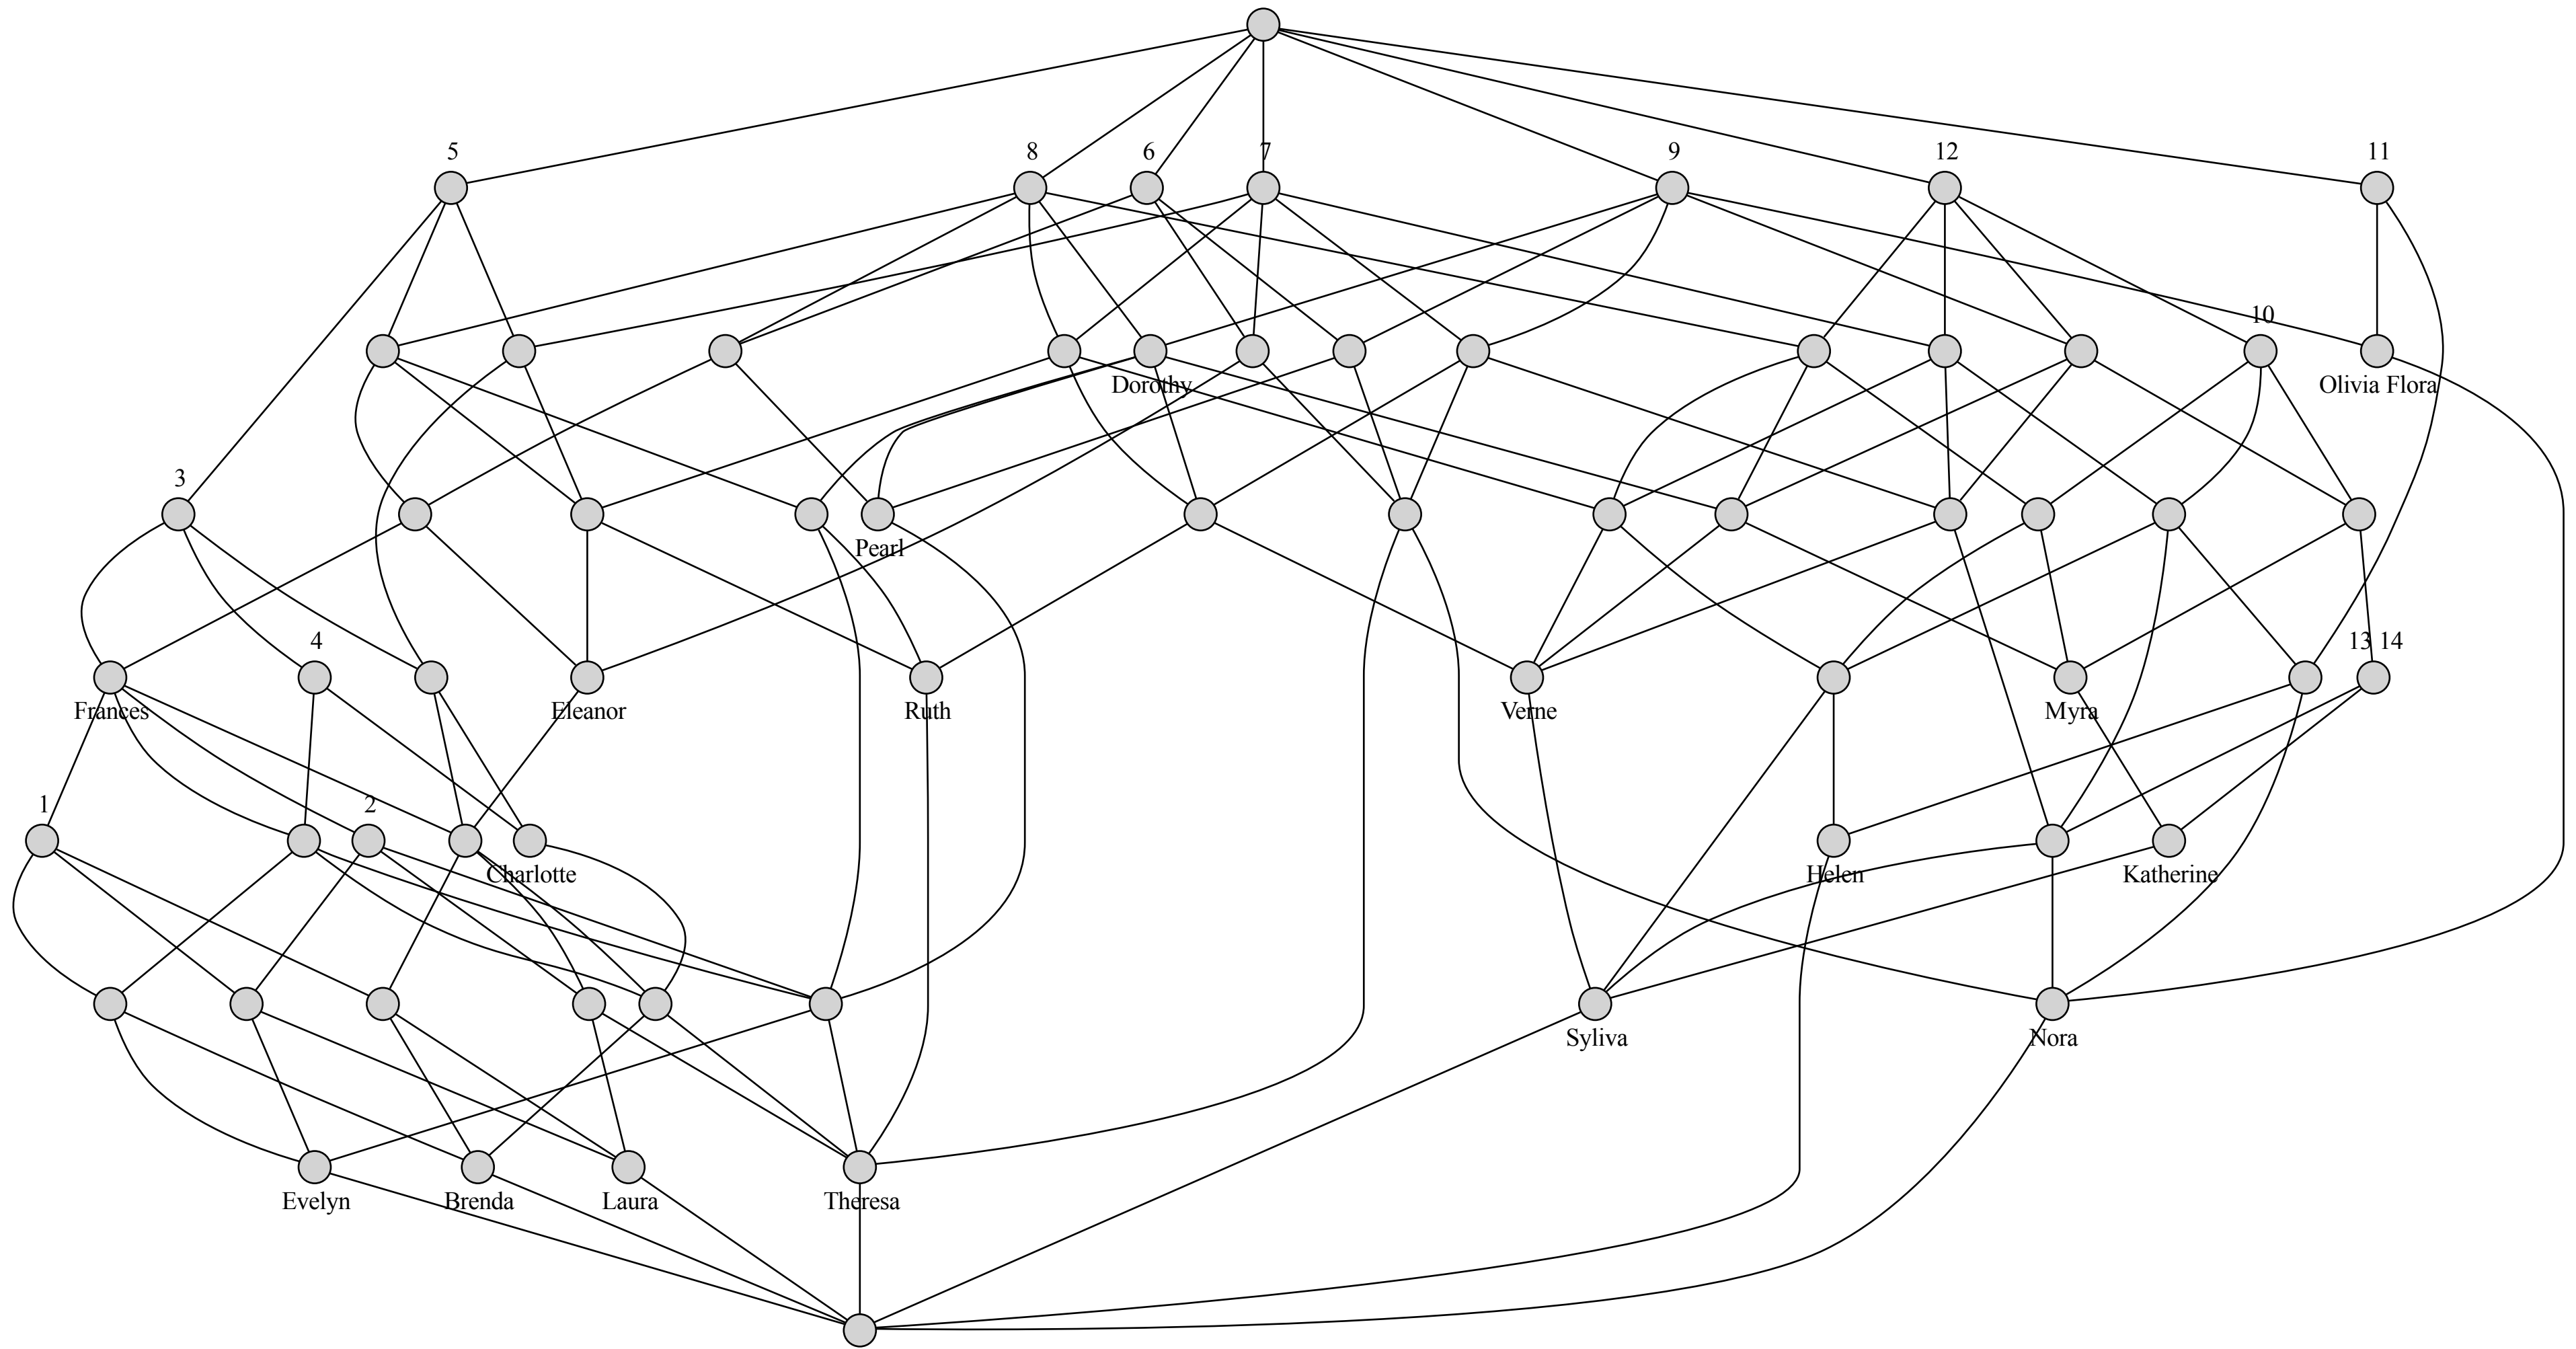 5 8 6 7 9 12 11
10
Dorothy Olivia Flora
3
Pearl
4 13 14
Frances Eleanor Ruth Verne Myra
1 2
Charlotte Helen Katherine
Syliva Nora
Evelyn Brenda Laura Theresa